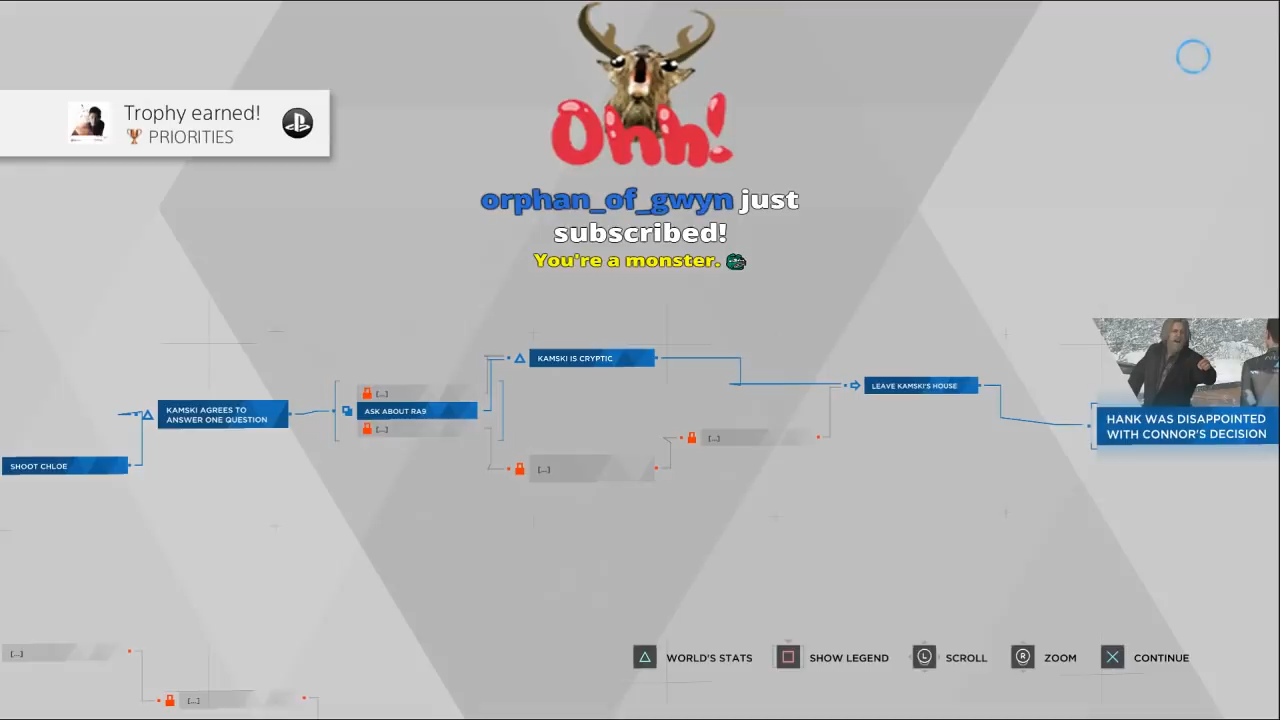 Trophy earned!
PRIORITIES
Ohh!
orphan_of_gwyn just
subscribed!
You're a monster.
KAMSKI IS CRYPTIC
[...]
ASK ABOUT RA9
[...]
KAMSKI AGREES TO
ANSWER ONE QUESTION
LEAVE KAMSKI'S HOUSE
HANK WAS DISAPPOINTED
WITH CONNOR'S DECISION
[...]
SHOOT CHLOE
[...]
[...]
[...]
WORLD'S STATS
SHOW LEGEND
L
SCROLL
R
ZOOM
CONTINUE